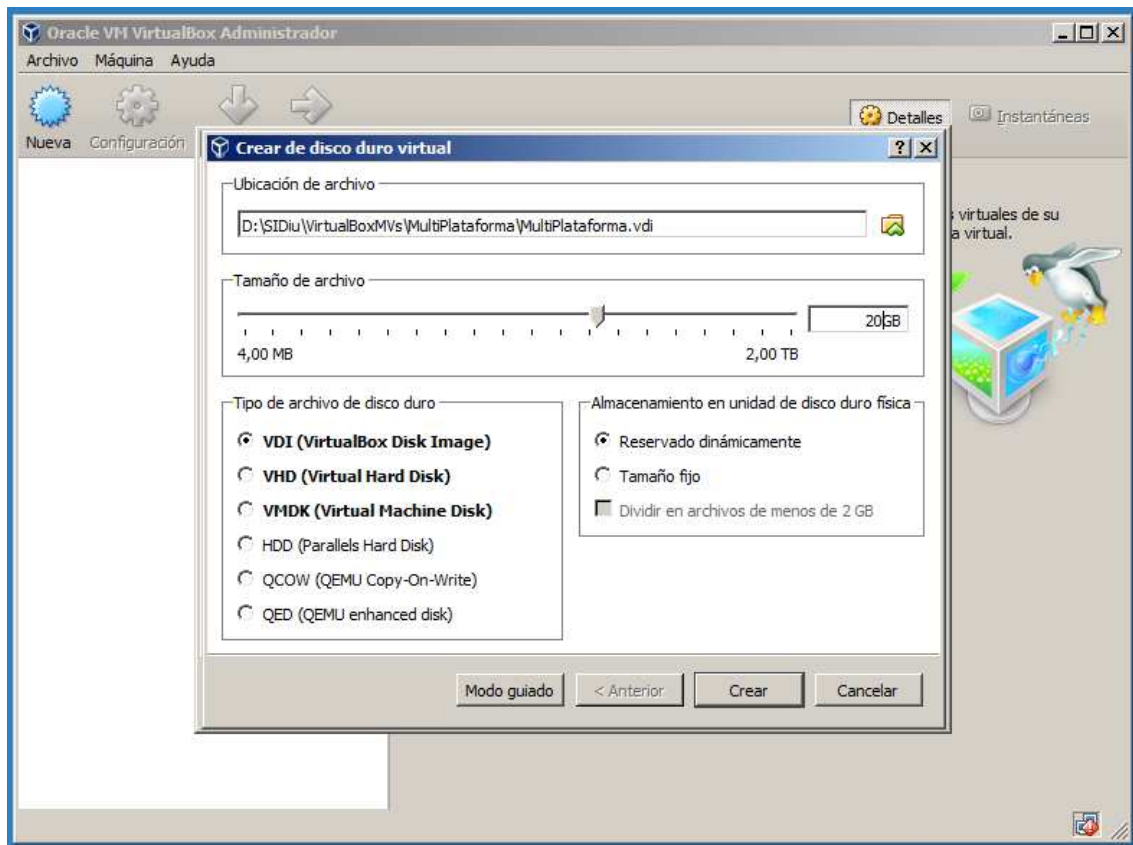 Oracle VM VirtualBox Administrador
Archivo Máquina Ayuda
Nueva Configuración
Detalles Instantáneas
Crear de disco duro virtual
virtuales de su
a virtual.
Ubicación de archivo
D:\SIDiu\VirtualBoxMVs\MultiPlataforma\MultiPlataforma.vdi
Tamaño de archivo
20GB
4,00 MB 2,00 TB
Tipo de archivo de disco duro
VDI (VirtualBox Disk Image)
VHD (Virtual Hard Disk)
VMDK (Virtual Machine Disk)
HDD (Parallels Hard Disk)
QCOW (QEMU Copy-On-Write)
QED (QEMU enhanced disk)
Almacenamiento en unidad de disco duro física
Reservado dinámicamente
Tamaño fijo
Dividir en archivos de menos de 2 GB
Modo guiado < Anterior Crear Cancelar